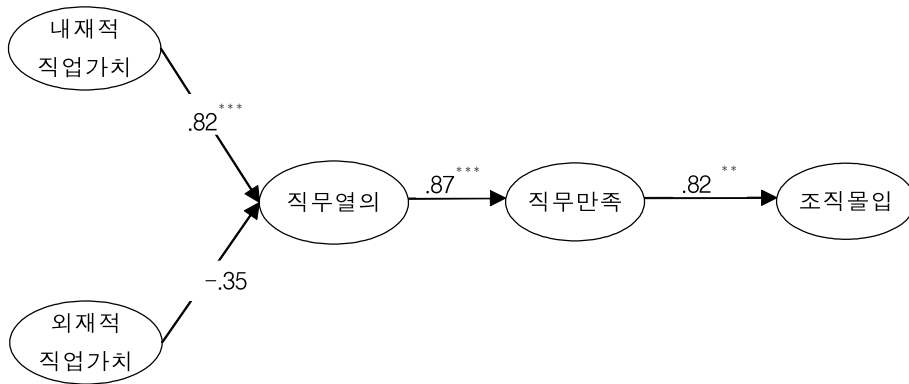 내재적
직업가치
.82***
직무열의
.87***
직무만족
.82 **
조직몰입
-.35
외재적
직업가치